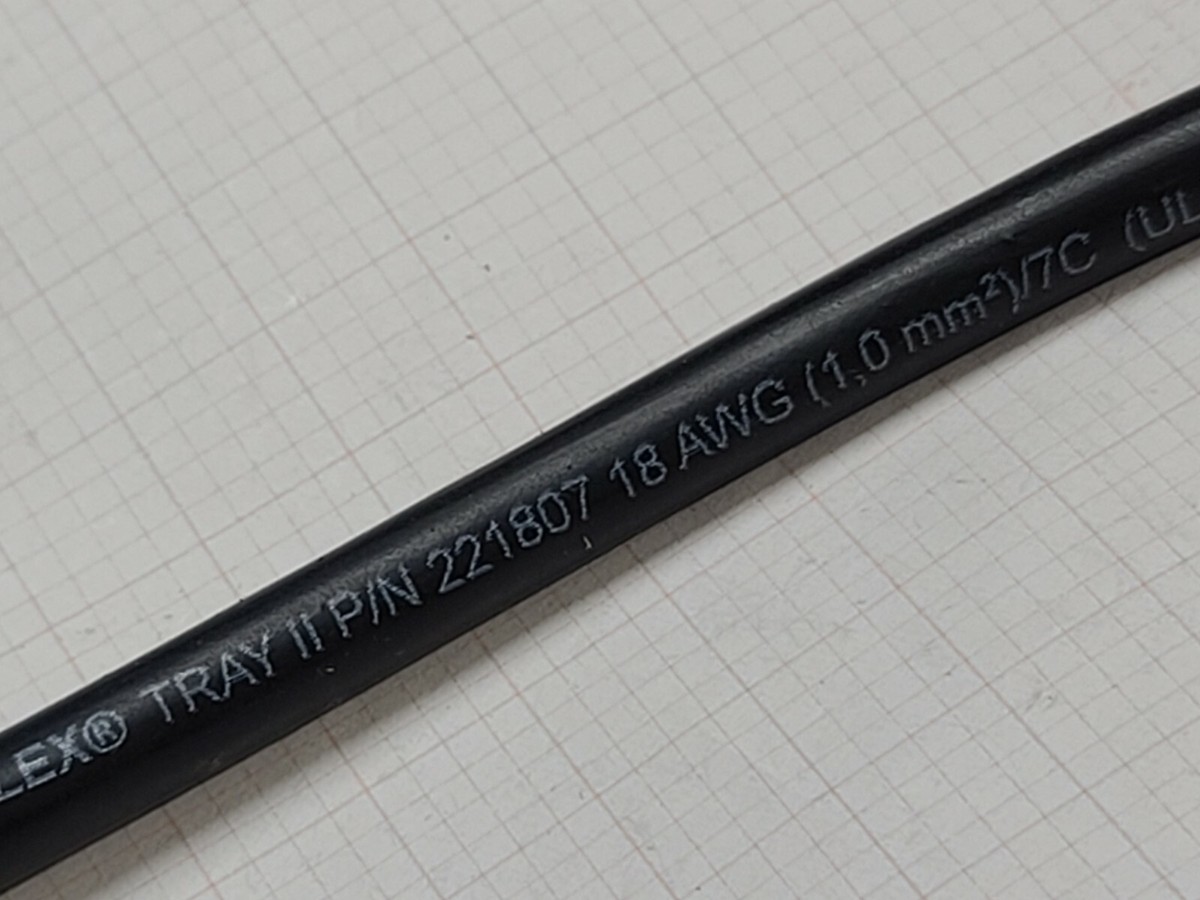 LEX® TRAY II P/N 221807 18 AWG (1,0 mm²)/7C (UL